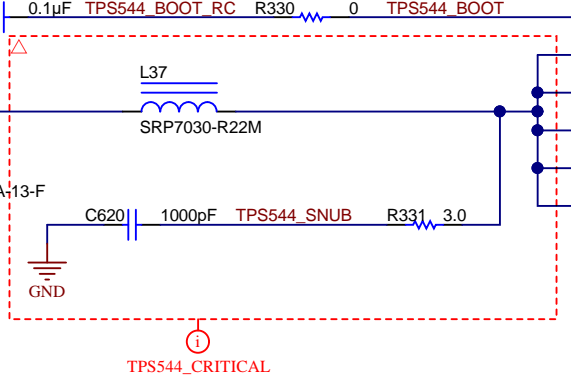 0.1µF TPS544_BOOT_RC R330 0 TPS544_BOOT
L37
SRP7030-R22M
A-13-F
C620 1000pF TPS544_SNUB R331 3.0
GND
i
TPS544_CRITICAL